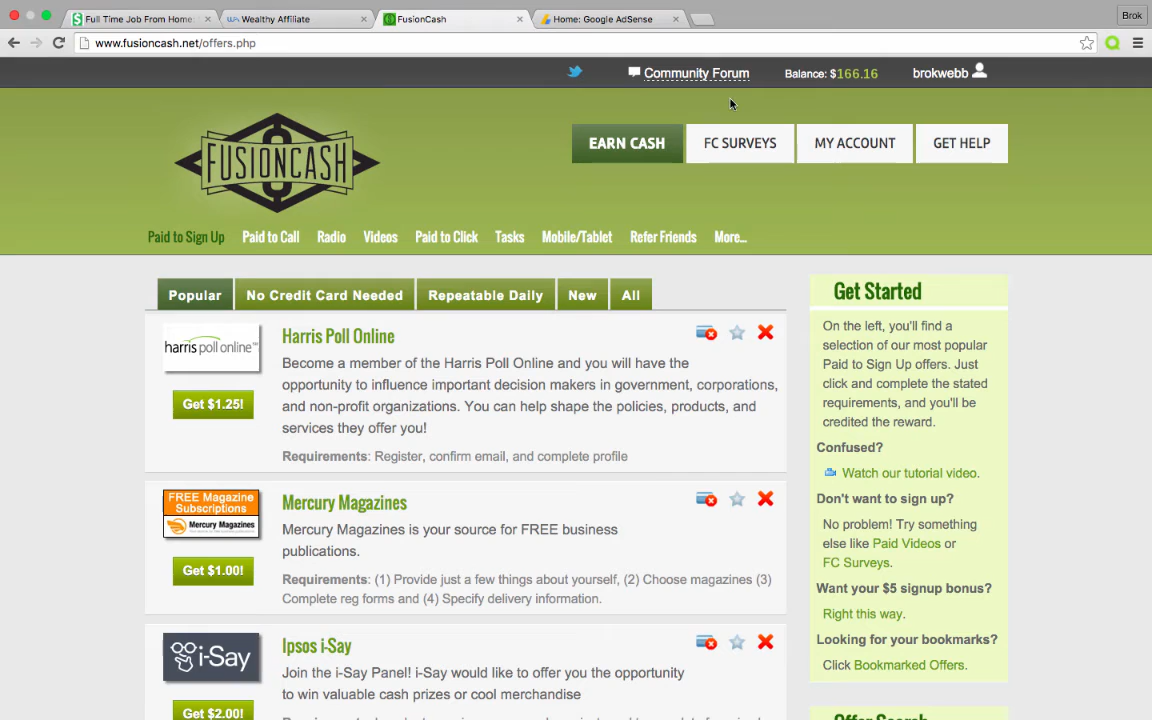 Full Time Job From Home:
Wealthy Affiliate
FusionCash
Home: Google AdSense
Brok
www.fusioncash.net/offers.php
Community Forum
Balance: $166.16
brokwebb
FUSIONCASH
EARN CASH
FC SURVEYS
MY ACCOUNT
GET HELP
Paid to Sign Up
Paid to Call
Radio
Videos
Paid to Click
Tasks
Mobile/Tablet
Refer Friends
More...
Popular
No Credit Card Needed
Repeatable Daily
New
All
harris poll online
Get $1.25!
Harris Poll Online
Become a member of the Harris Poll Online and you will have the
opportunity to influence important decision makers in government, corporations,
and non-profit organizations. You can help shape the policies, products, and
services they offer you!
Requirements: Register, confirm email, and complete profile
FREE Magazine
Subscriptions
Mercury Magazines
Get $1.00!
Mercury Magazines
Mercury Magazines is your source for FREE business
publications.
Requirements: (1) Provide just a few things about yourself, (2) Choose magazines (3)
Complete reg forms and (4) Specify delivery information.
i-Say
Get $2.00!
Ipsos i-Say
Join the i-Say Panel! i-Say would like to offer you the opportunity
to win valuable cash prizes or cool merchandise
Get Started
On the left, you'll find a
selection of our most popular
Paid to Sign Up offers. Just
click and complete the stated
requirements, and you'll be
credited the reward.
Confused?
Watch our tutorial video.
Don't want to sign up?
No problem! Try something
else like Paid Videos or
FC Surveys.
Want your $5 signup bonus?
Right this way.
Looking for your bookmarks?
Click Bookmarked Offers.
Offer Search